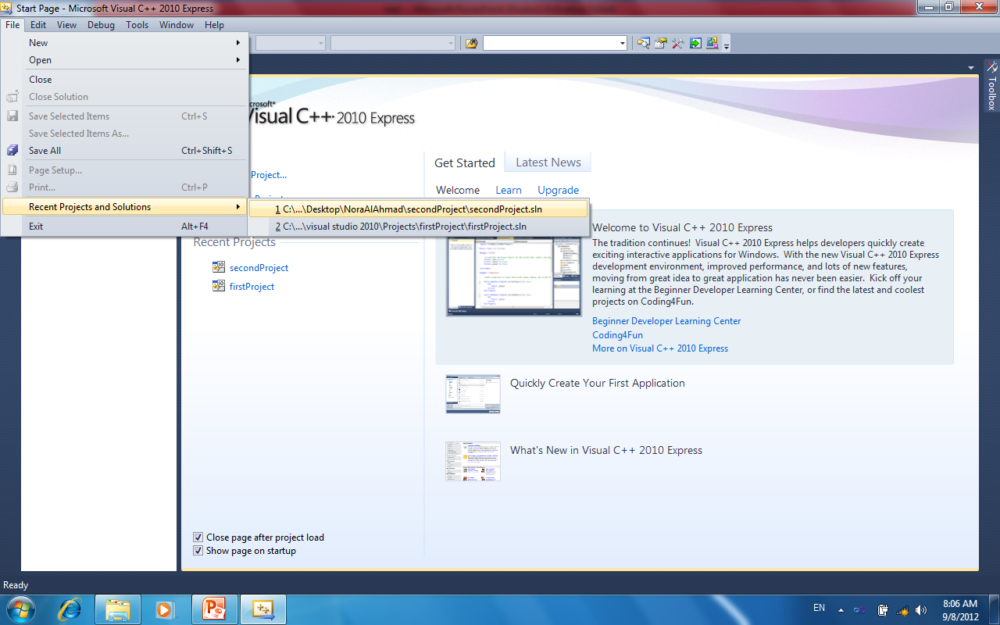 Start Page - Microsoft Visual C++ 2010 Express
File Edit View Debug Tools Window Help
New
Open
Close
Close Solution
Save Selected Items Ctrl+S
Save Selected Items As...
Save All Ctrl+Shift+S
Page Setup...
Print... Ctrl+P
Recent Projects and Solutions
Exit Alt+F4
1 C:\...\Desktop\NoraAlAhmad\secondProject\secondProject.sln
2 C:\...\visual studio 2010\Projects\firstProject\firstProject.sln
Toolbox
Visual C++ 2010 Express
Project...
Recent Projects
secondProject
firstProject
Close page after project load
Show page on startup
Get Started Latest News
Welcome Learn Upgrade
Welcome to Visual C++ 2010 Express
The tradition continues! Visual C++ 2010 Express helps developers quickly create
exciting interactive applications for Windows. With the new Visual C++ 2010 Express
development environment, improved performance, and lots of new features,
moving from great idea to great application has never been easier. Kick off your
learning at the Beginner Developer Learning Center, or find the latest and coolest
projects on Coding4Fun.
Beginner Developer Learning Center
Coding4Fun
More on Visual C++ 2010 Express
Quickly Create Your First Application
What's New in Visual C++ 2010 Express
Ready
EN
8:06 AM
9/8/2012